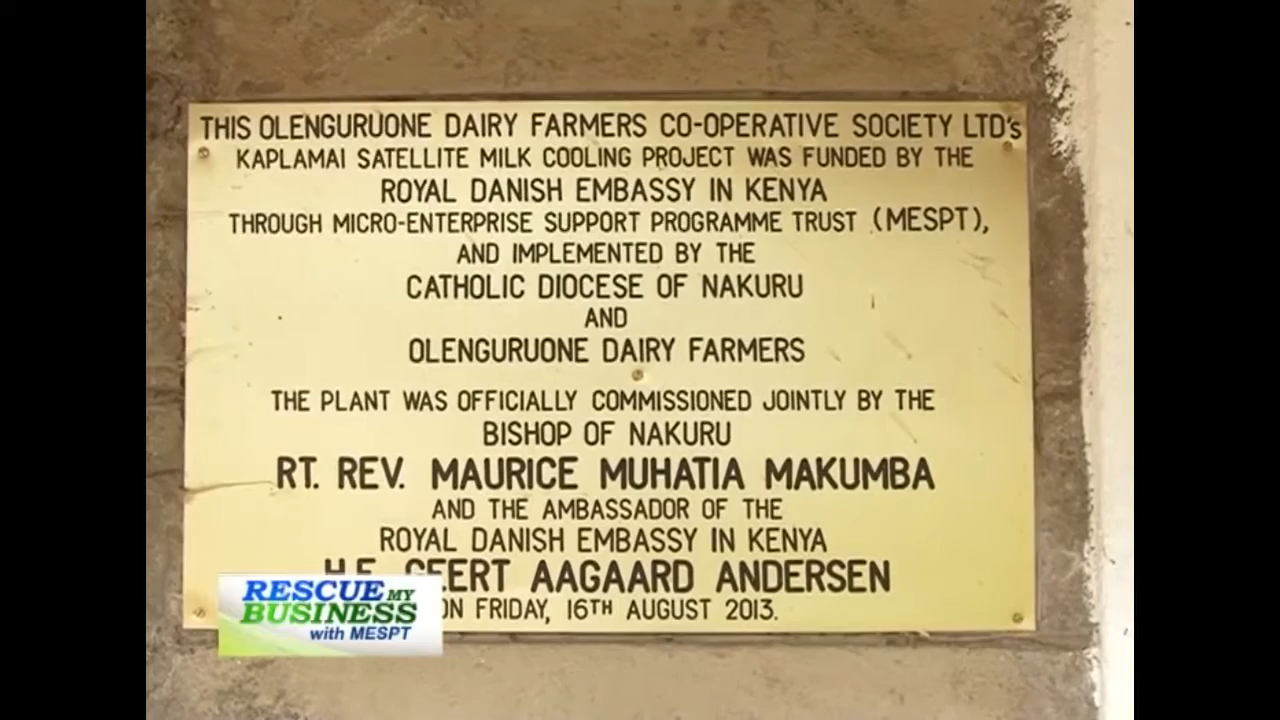 THIS OLENGURUONE DAIRY FARMERS CO-OPERATIVE SOCIETY LTD's
KAPLAMAI SATELLITE MILK COOLING PROJECT WAS FUNDED BY THE
ROYAL DANISH EMBASSY IN KENYA
THROUGH MICRO-ENTERPRISE SUPPORT PROGRAMME TRUST (MESPT),
AND IMPLEMENTED BY THE
CATHOLIC DIOCESE OF NAKURU
AND
OLENGURUONE DAIRY FARMERS
THE PLANT WAS OFFICIALLY COMMISSIONED JOINTLY BY THE
BISHOP OF NAKURU
RT. REV. MAURICE MUHATIA MAKUMBA
AND THE AMBASSADOR OF THE
ROYAL DANISH EMBASSY IN KENYA
H.E. GEERT AAGAARD ANDERSEN
ON FRIDAY, 16TH AUGUST 2013.
RESCUE MY
BUSINESS
with MESPT